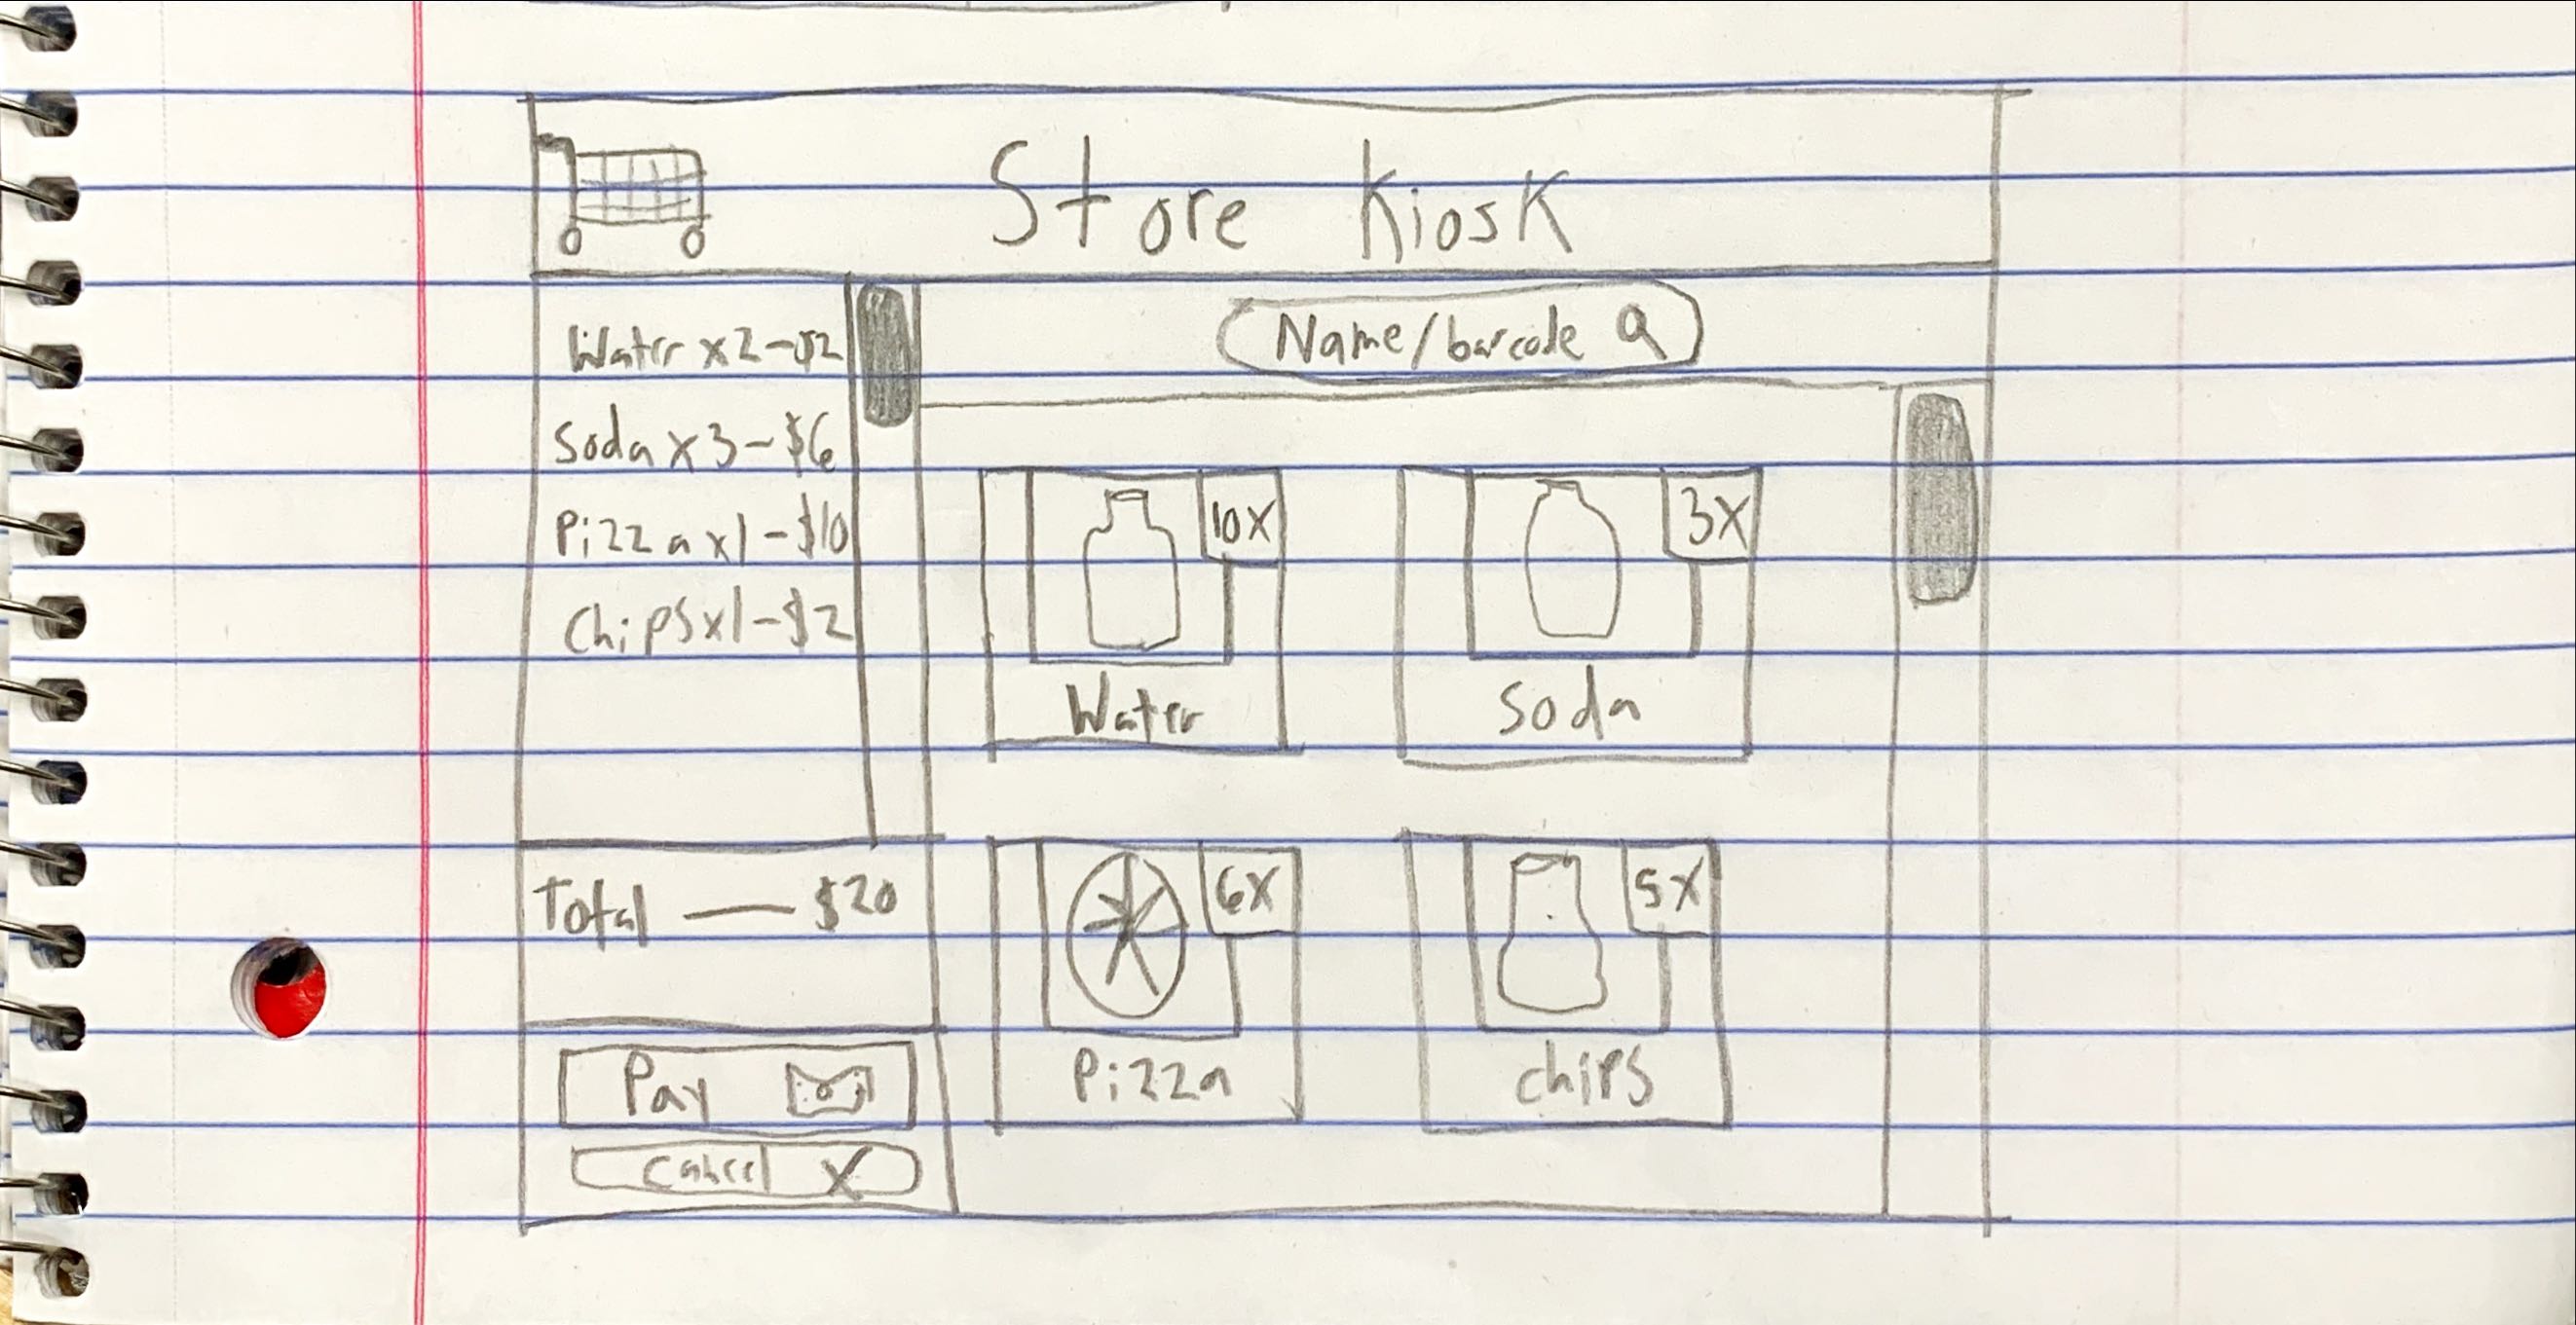 Store Kiosk
Name/barcode
Water x2-$2
Soda x3-$6
Pizza x1-$10
Chips x1-$2
10X
Water
3X
Soda
6X
Pizza
5X
chips
Total — $20
Pay
Cancel X